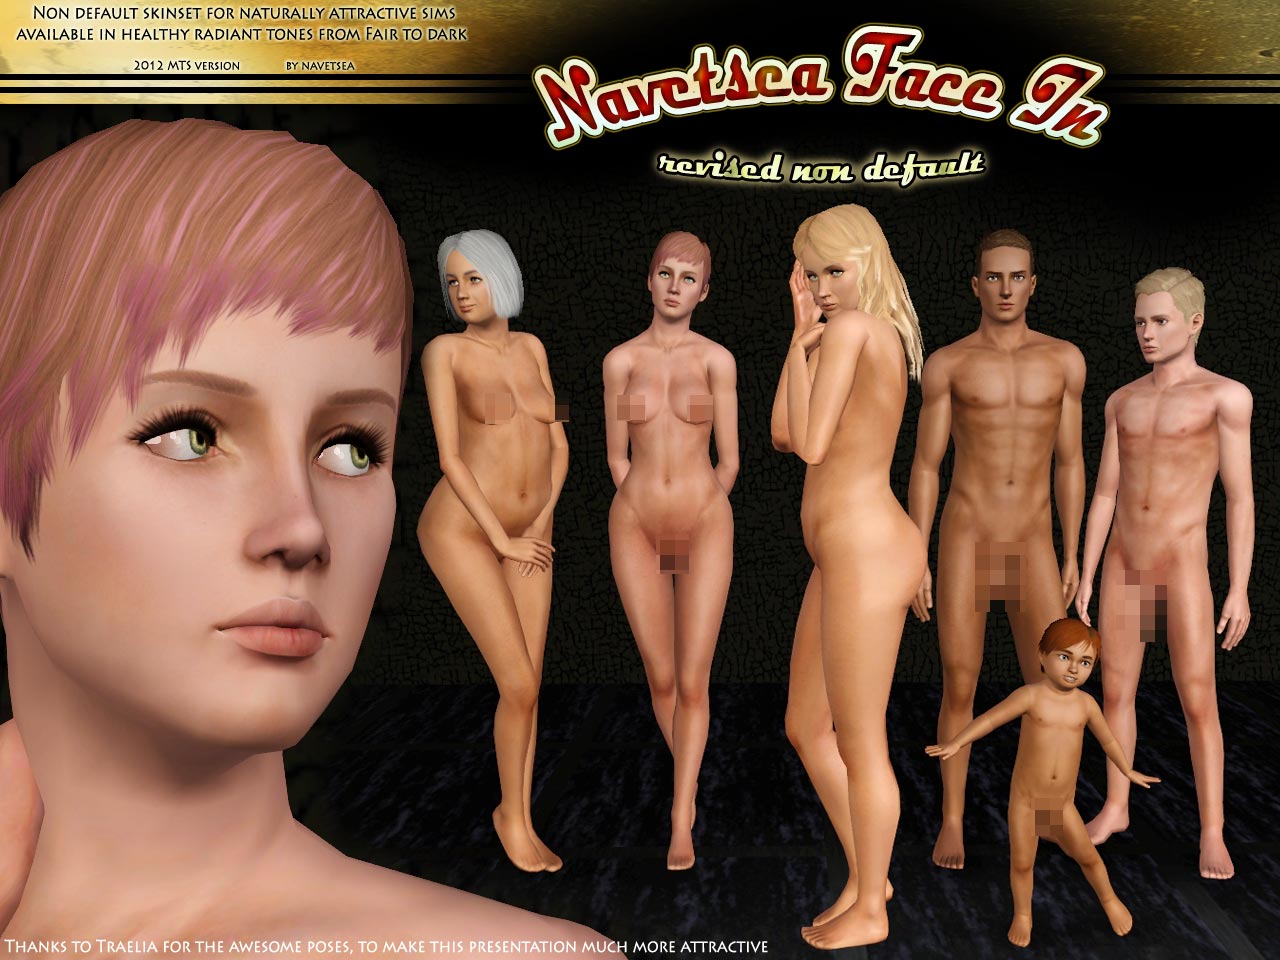 Non default skinset for naturally attractive sims
available in healthy radiant tones from Fair to dark
2012 MTS version by navetsea
Navetsea Face In
revised non default
Thanks to Traelia for the awesome poses, to make this presentation much more attractive